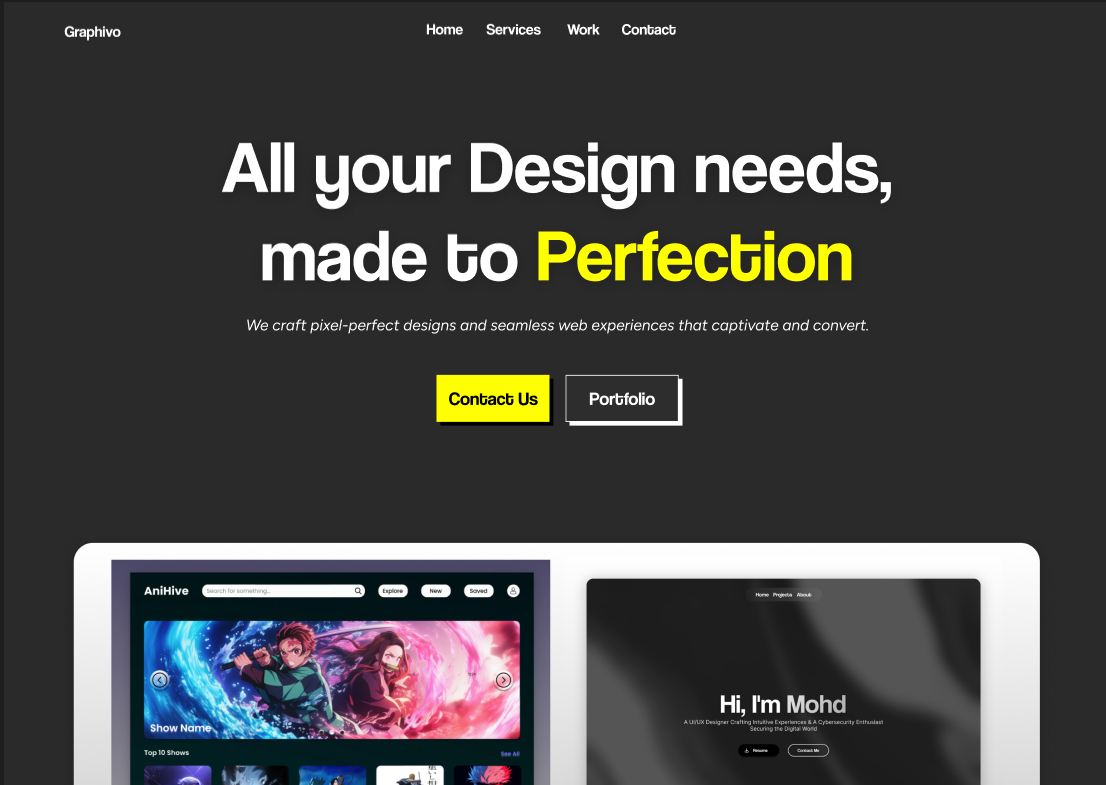 Graphivo
Home Services Work Contact
All your Design needs,
made to Perfection
We craft pixel-perfect designs and seamless web experiences that captivate and convert.
Contact Us
Portfolio
AniHive
Search for something...
Explore
New
Saved
Show Name
Top 10 Shows
See All
Home Projects About
Hi, I'm Mohd
A UI/UX Designer Crafting Intuitive Experiences & A Cybersecurity Enthusiast
Securing the Digital World
Resume
Contact Me